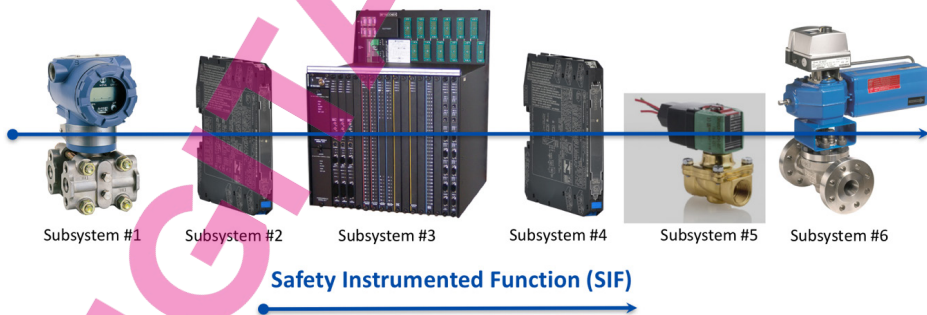 Subsystem #1
Subsystem #2
Subsystem #3
Subsystem #4
Subsystem #5
Subsystem #6
Safety Instrumented Function (SIF)